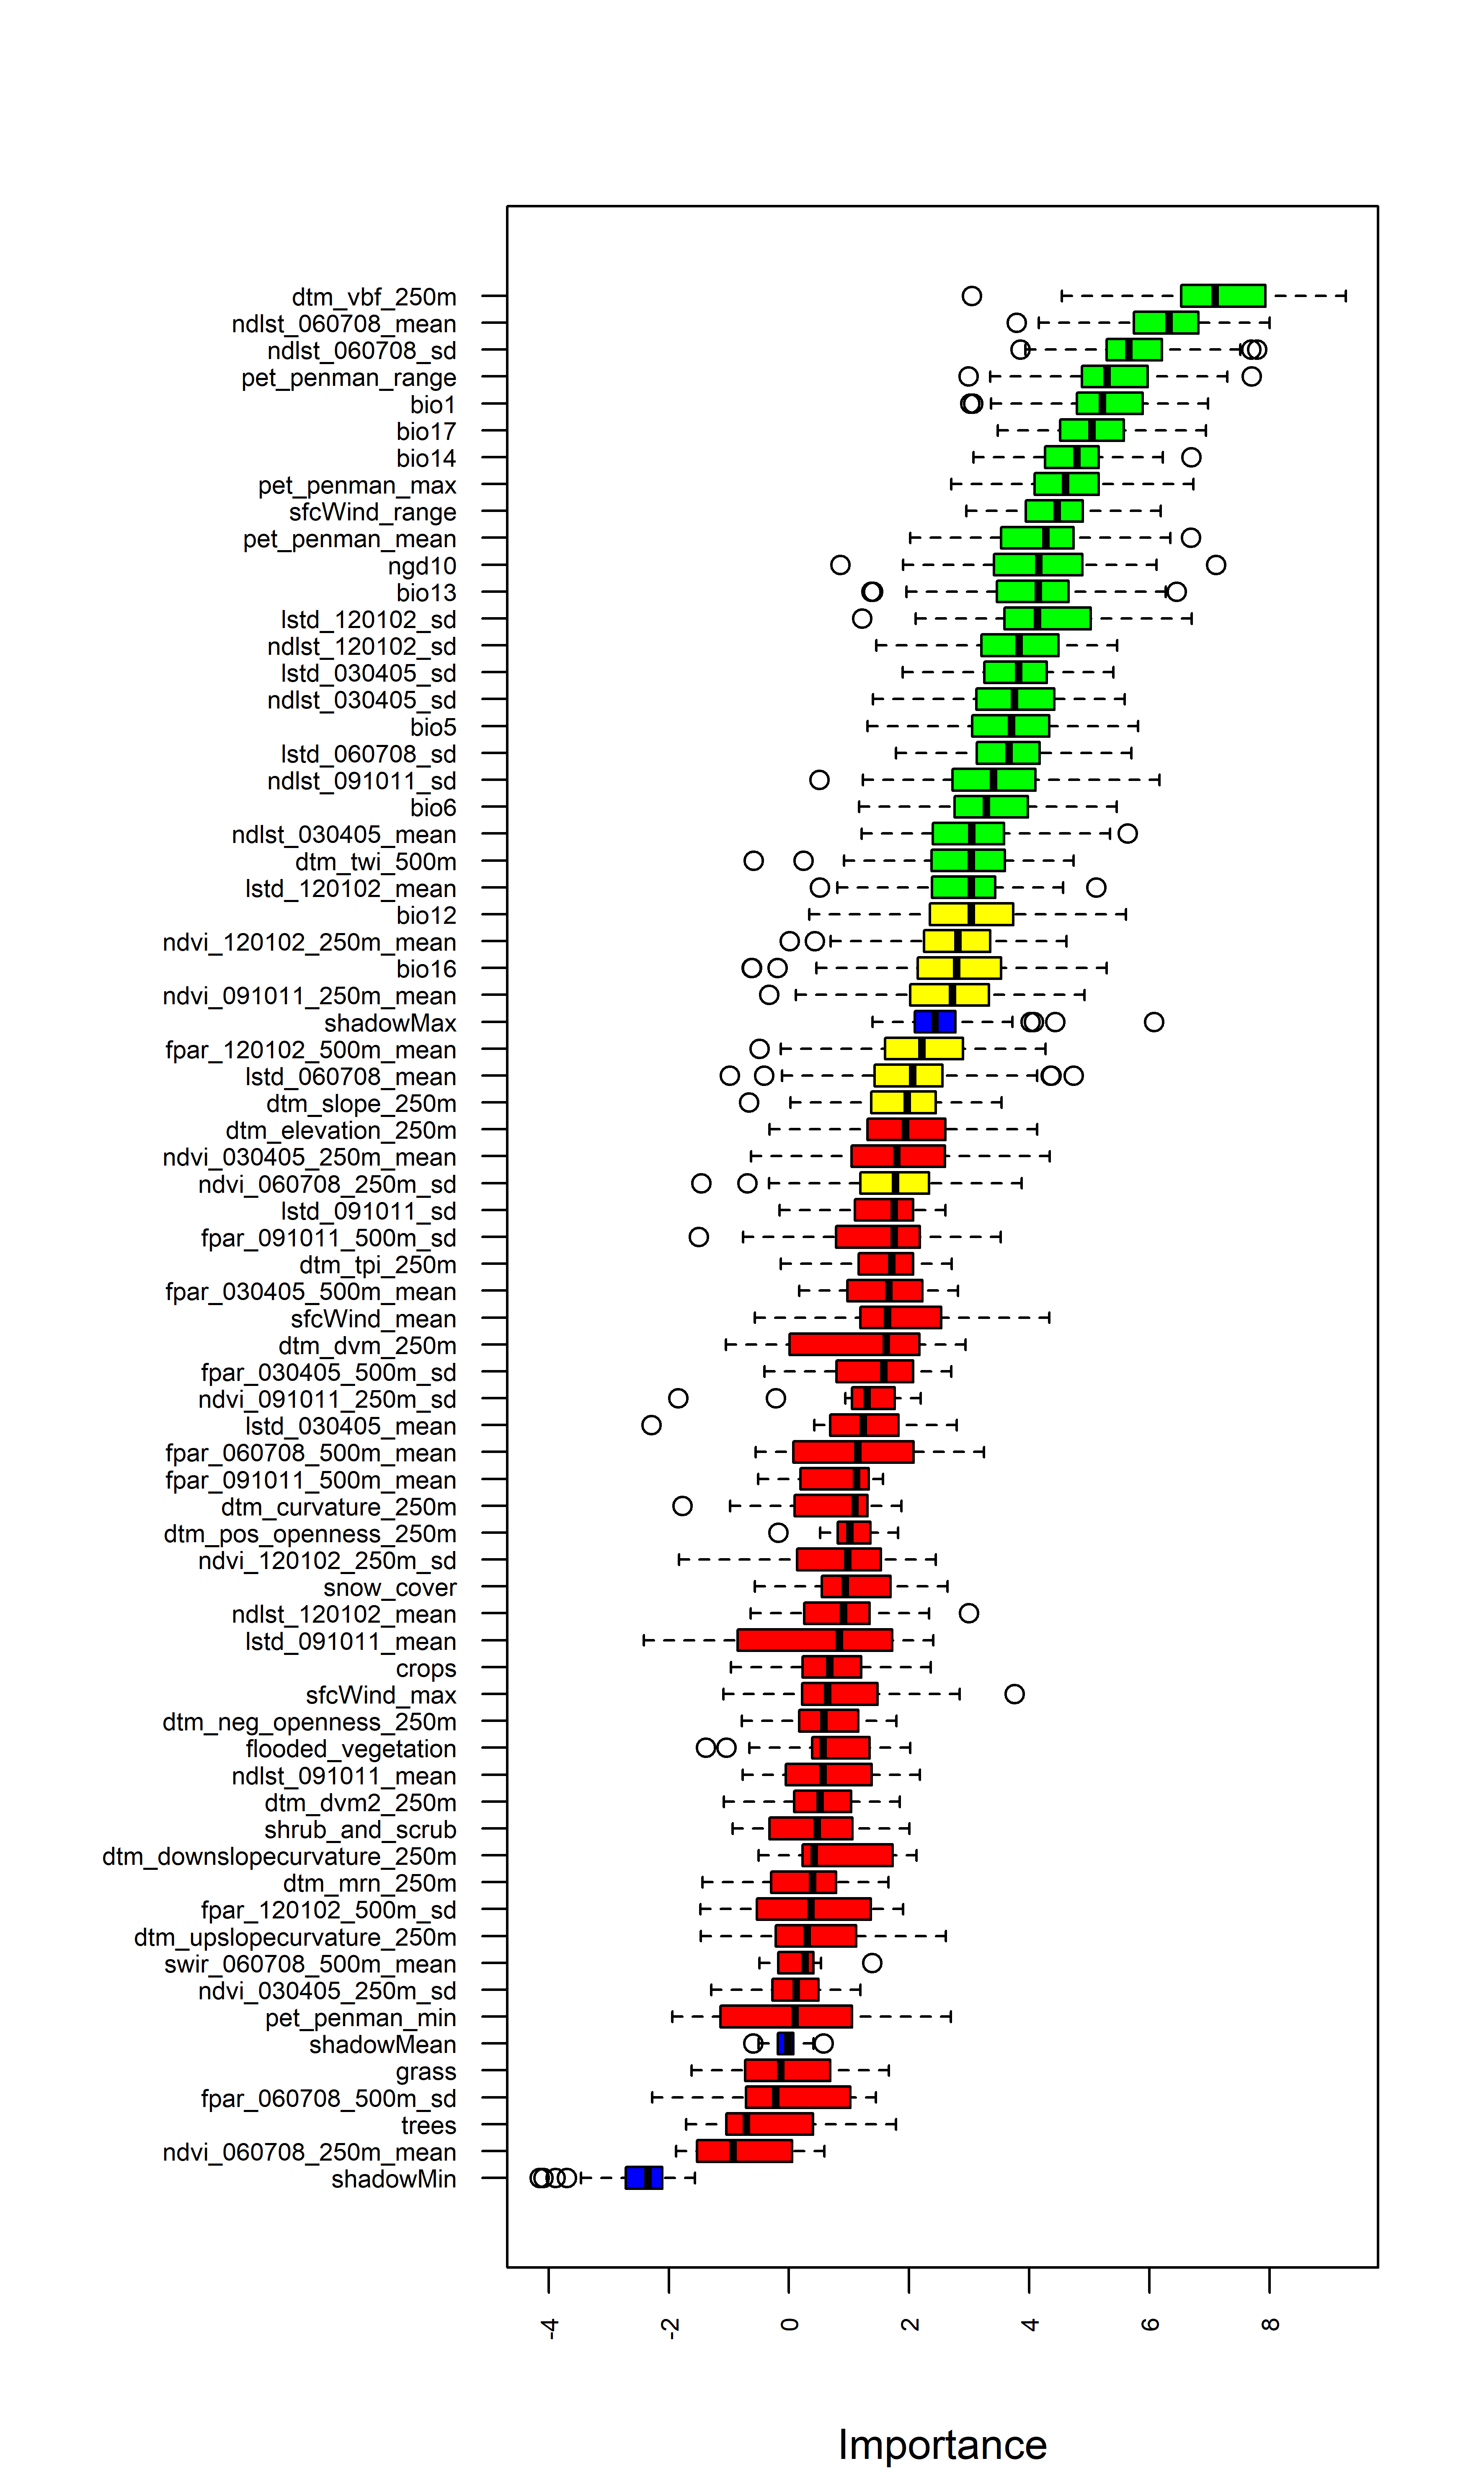 dtm_vbf_250m
ndlst_060708_mean
ndlst_060708_sd
pet_penman_range
bio1
bio17
bio14
pet_penman_max
sfcWind_range
pet_penman_mean
ngd10
bio13
lstd_120102_sd
ndlst_120102_sd
lstd_030405_sd
ndlst_030405_sd
bio5
lstd_060708_sd
ndlst_091011_sd
bio6
ndlst_030405_mean
dtm_twi_500m
lstd_120102_mean
bio12
ndvi_120102_250m_mean
bio16
ndvi_091011_250m_mean
shadowMax
fpar_120102_500m_mean
lstd_060708_mean
dtm_slope_250m
dtm_elevation_250m
ndvi_030405_250m_mean
ndvi_060708_250m_sd
lstd_091011_sd
fpar_091011_500m_sd
dtm_tpi_250m
fpar_030405_500m_mean
sfcWind_mean
dtm_dvm_250m
fpar_030405_500m_sd
ndvi_091011_250m_sd
lstd_030405_mean
fpar_060708_500m_mean
fpar_091011_500m_mean
dtm_curvature_250m
dtm_pos_openness_250m
ndvi_120102_250m_sd
snow_cover
ndlst_120102_mean
lstd_091011_mean
crops
sfcWind_max
dtm_neg_openness_250m
flooded_vegetation
ndlst_091011_mean
dtm_dvm2_250m
shrub_and_scrub
dtm_downslopecurvature_250m
dtm_mrn_250m
fpar_120102_500m_sd
dtm_upslopecurvature_250m
swir_060708_500m_mean
ndvi_030405_250m_sd
pet_penman_min
shadowMean
grass
fpar_060708_500m_sd
trees
ndvi_060708_250m_mean
shadowMin
-4 -2 0 2 4 6 8
Importance